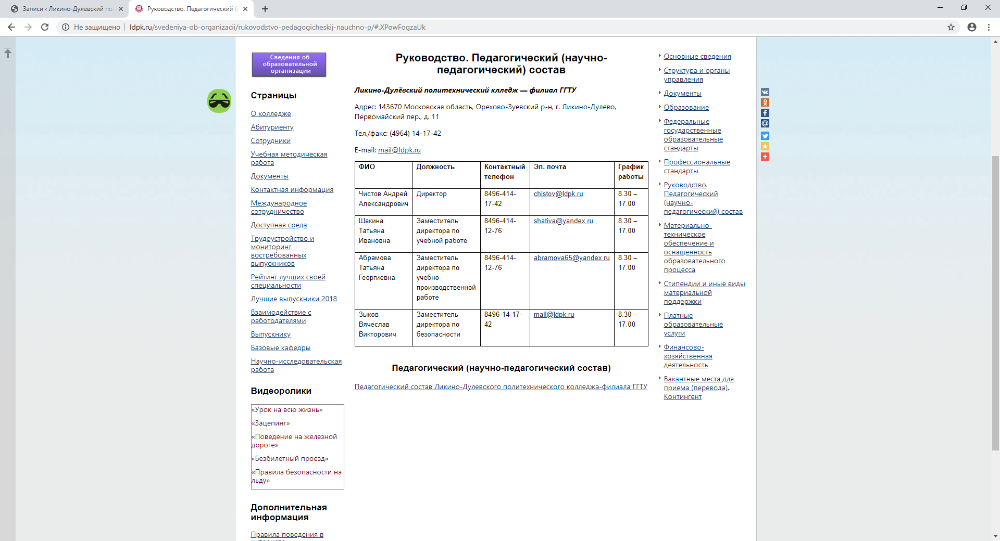 Записи ‹ Ликино-Дулёвский по
Руководство. Педагогический (
Не защищено
ldpk.ru/svedeniya-ob-organizacii/rukovodstvo-pedagogicheskij-nauchno-p/#.XPowFogzaUk
Сведения об
образовательной
организации
Страницы
О колледже
Абитуриенту
Сотрудники
Учебная методическая
работа
Документы
Контактная информация
Международное
сотрудничество
Доступная среда
Трудоустройство и
мониторинг
востребованных
выпускников
Рейтинг лучших своей
специальности
Лучшие выпускники 2018
Взаимодействие с
работодателями
Выпускнику
Базовые кафедры
Научно-исследовательская
работа
Видеоролики
«Урок на всю жизнь»
«Зацепинг»
«Поведение на железной
дороге»
«Безбилетный проезд»
«Правила безопасности на
льду»
Дополнительная
информация
Правила поведения в
Руководство. Педагогический (научно-
педагогический) состав
Ликино-Дулёвский политехнический клледж — филиал ГГТУ
Адрес: 143670 Московская область, Орехово-Зуевский р-н, г. Ликино-Дулево,
Первомайский пер., д. 11
Тел./факс: (4964) 14-17-42
E-mail: mail@ldpk.ru
ФИО Должность Контактный Эл. почта График
телефон работы
Чистов Андрей Директор 8496-414- chistov@ldpk.ru 8.30 –
Александрович 17-42 17.00
Шакина Заместитель 8496-414- shativa@yandex.ru 8.30 –
Татьяна директора по 12-76 17.00
Ивановна учебной работе
Абрамова Заместитель 8496-414- abramova65@yandex.ru 8.30 –
Татьяна директора по 12-76 17.00
Георгиевна учебно-
производственной
работе
Зыков Заместитель 8496-14-17- mail@ldpk.ru 8.30 –
Вячеслав директора по 42 17.00
Викторович безопасности
Педагогический (научно-педагогический состав)
Педагогический состав Ликино-Дулевского политехнического колледжа-филиала ГГТУ
Основные сведения
Структура и органы
управления
Документы
Образование
Федеральные
государственные
образовательные
стандарты
Профессиональные
стандарты
Руководство.
Педагогический
(научно-
педагогический) состав
Материально-
техническое
обеспечение и
оснащенность
образовательного
процесса
Стипендии и иные виды
материальной
поддержки
Платные
образовательные
услуги
Финансово-
хозяйственная
деятельность
Вакантные места для
приема (перевода).
Контингент